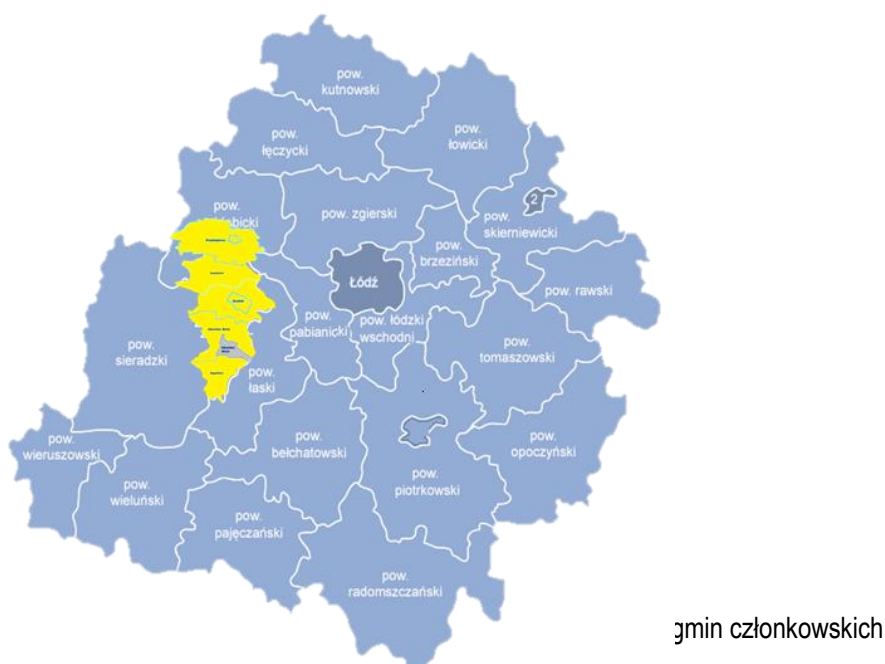 pow.
kutnowski
pow.
łęczycki
pow.
łowicki
pow.
pow. zgierski
2
pow.
skierniewicki
pow.
brzeziński
Łódź
pow. rawski
pow.
pabianicki
pow. łódzki
wschodni
pow.
tomaszowski
pow.
sieradzki
pow.
łaski
pow.
wieruszowski
pow.
bełchatowski
pow.
opoczyński
pow.
wieluński
pow.
piotrkowski
pow.
pajęczański
pow.
radomszczański
gmin członkowskich